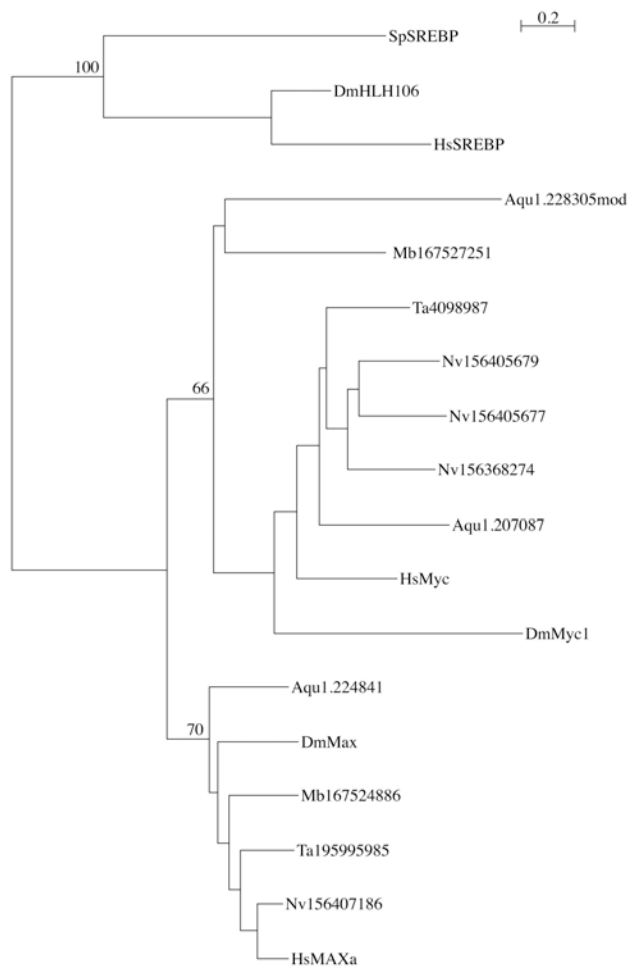 0.2
SpSREBP
100
DmHLH106
HsSREBP
Aqu1.228305mod
Mb167527251
Ta4098987
Nv156405679
66
Nv156405677
Nv156368274
Aqu1.207087
HsMyc
DmMyc1
Aqu1.224841
70
DmMax
Mb167524886
Ta195995985
Nv156407186
HsMAXa